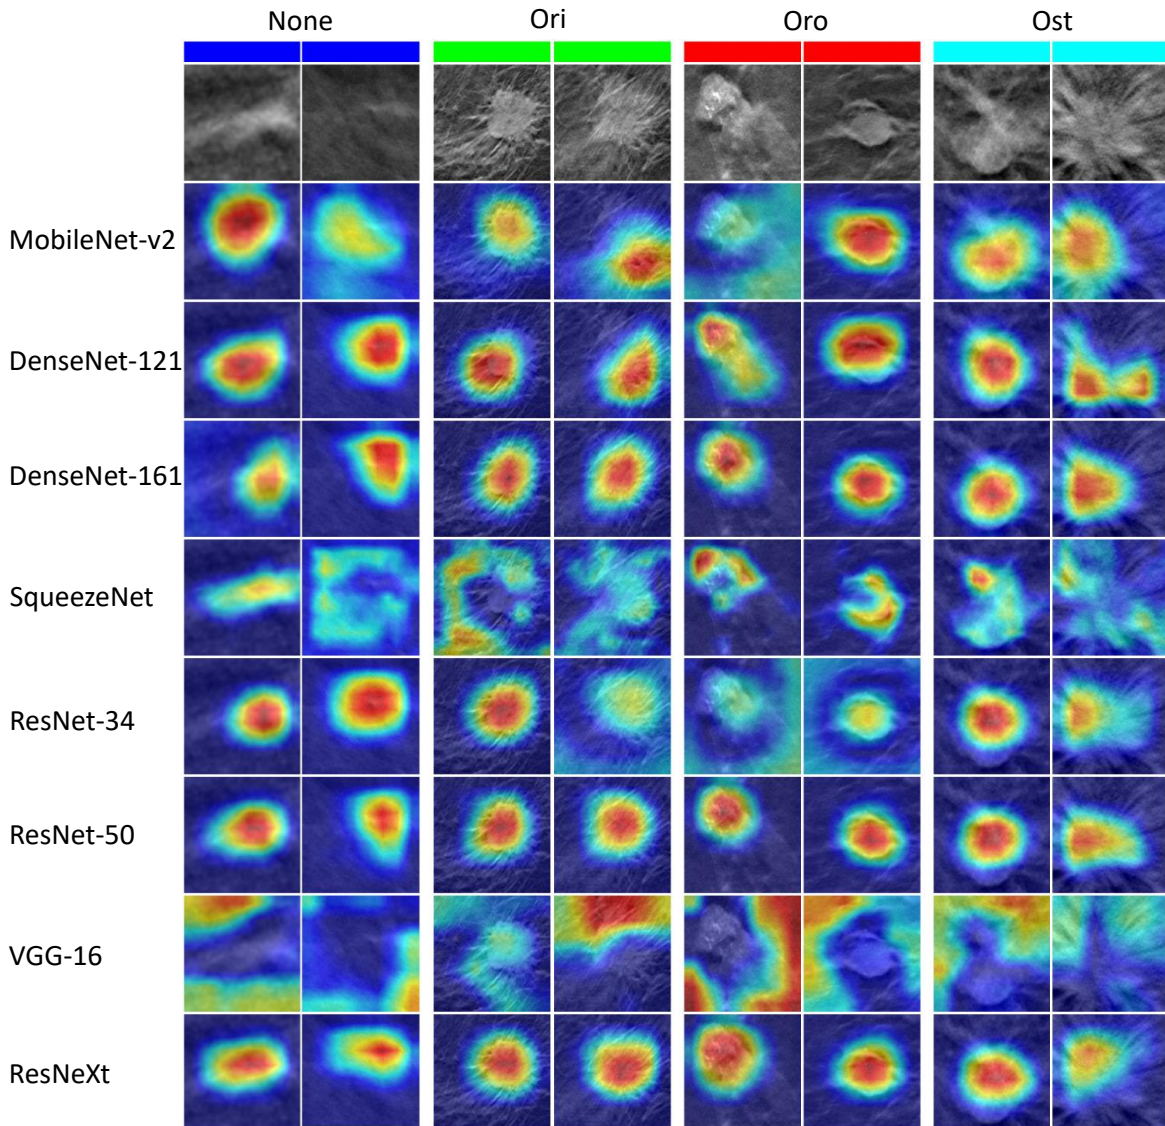 None Ori Oro Ost
MobileNet-v2
DenseNet-121
DenseNet-161
SqueezeNet
ResNet-34
ResNet-50
VGG-16
ResNeXt